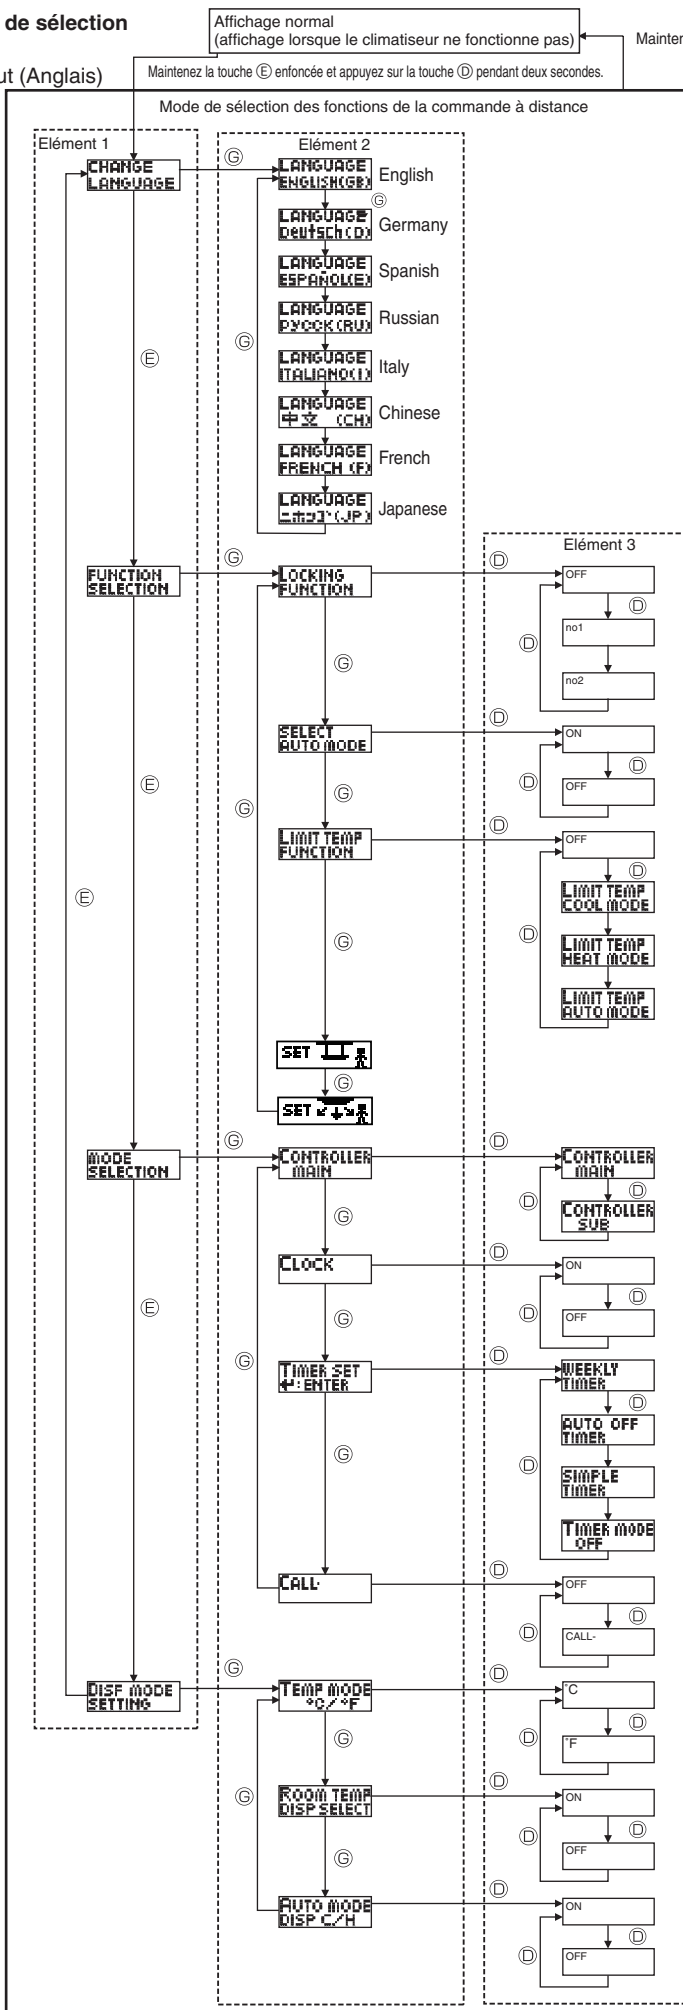 de sélection
Affichage normal
(affichage lorsque le climatiseur ne fonctionne pas)
Mainten
ut (Anglais)
Maintenez la touche Ⓔ enfoncée et appuyez sur la touche Ⓓ pendant deux secondes.
Mode de sélection des fonctions de la commande à distance
Elément 1
CHANGE
LANGUAGE
Ⓔ
FUNCTION
SELECTION
Ⓔ
Ⓔ
MODE
SELECTION
Ⓔ
DISP MODE
SETTING
Elément 2
Ⓖ
LANGUAGE
ENGLISH(GB)
English
Ⓖ
LANGUAGE
Deutsch(D)
Germany
LANGUAGE
ESPAÑOL(E)
Spanish
LANGUAGE
РУССК(RU)
Russian
Ⓖ
LANGUAGE
ITALIANO(I)
Italy
LANGUAGE
中文 (CH)
Chinese
LANGUAGE
FRENCH (F)
French
LANGUAGE
ニホンゴ(JP)
Japanese
Ⓖ
LOCKING
FUNCTION
Ⓖ
SELECT
AUTO MODE
Ⓖ
Ⓖ
LIMIT TEMP
FUNCTION
Ⓖ
SET
Ⓖ
SET
Ⓖ
CONTROLLER
MAIN
Ⓖ
CLOCK
Ⓖ
Ⓖ
TIMER SET
↵:ENTER
Ⓖ
CALL-
Ⓖ
TEMP MODE
°C/°F
Ⓖ
Ⓖ
ROOM TEMP
DISP SELECT
Ⓖ
AUTO MODE
DISP C/H
Elément 3
Ⓓ
OFF
Ⓓ
no1
Ⓓ
no2
Ⓓ
ON
Ⓓ
Ⓓ
OFF
Ⓓ
OFF
Ⓓ
LIMIT TEMP
COOL MODE
Ⓓ
LIMIT TEMP
HEAT MODE
LIMIT TEMP
AUTO MODE
Ⓓ
CONTROLLER
MAIN
Ⓓ
Ⓓ
CONTROLLER
SUB
Ⓓ
ON
Ⓓ
Ⓓ
OFF
Ⓓ
WEEKLY
TIMER
Ⓓ
AUTO OFF
TIMER
Ⓓ
SIMPLE
TIMER
TIMER MODE
OFF
Ⓓ
OFF
Ⓓ
Ⓓ
CALL-
Ⓓ
°C
Ⓓ
Ⓓ
°F
Ⓓ
ON
Ⓓ
Ⓓ
OFF
Ⓓ
ON
Ⓓ
Ⓓ
OFF